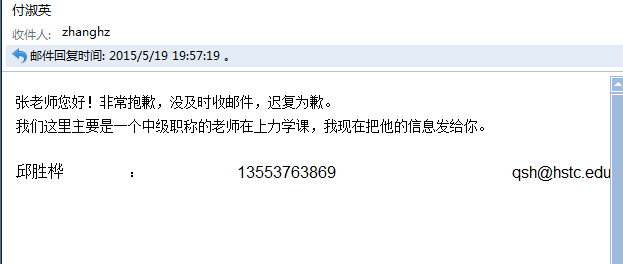 付淑英
收件人: zhanghz
邮件回复时间: 2015/5/19 19:57:19 。
张老师您好！非常抱歉，没及时收邮件，迟复为歉。
我们这里主要是一个中级职称的老师在上力学课，我现在把他的信息发给你。
邱胜桦 : 13553763869 qsh@hstc.edu